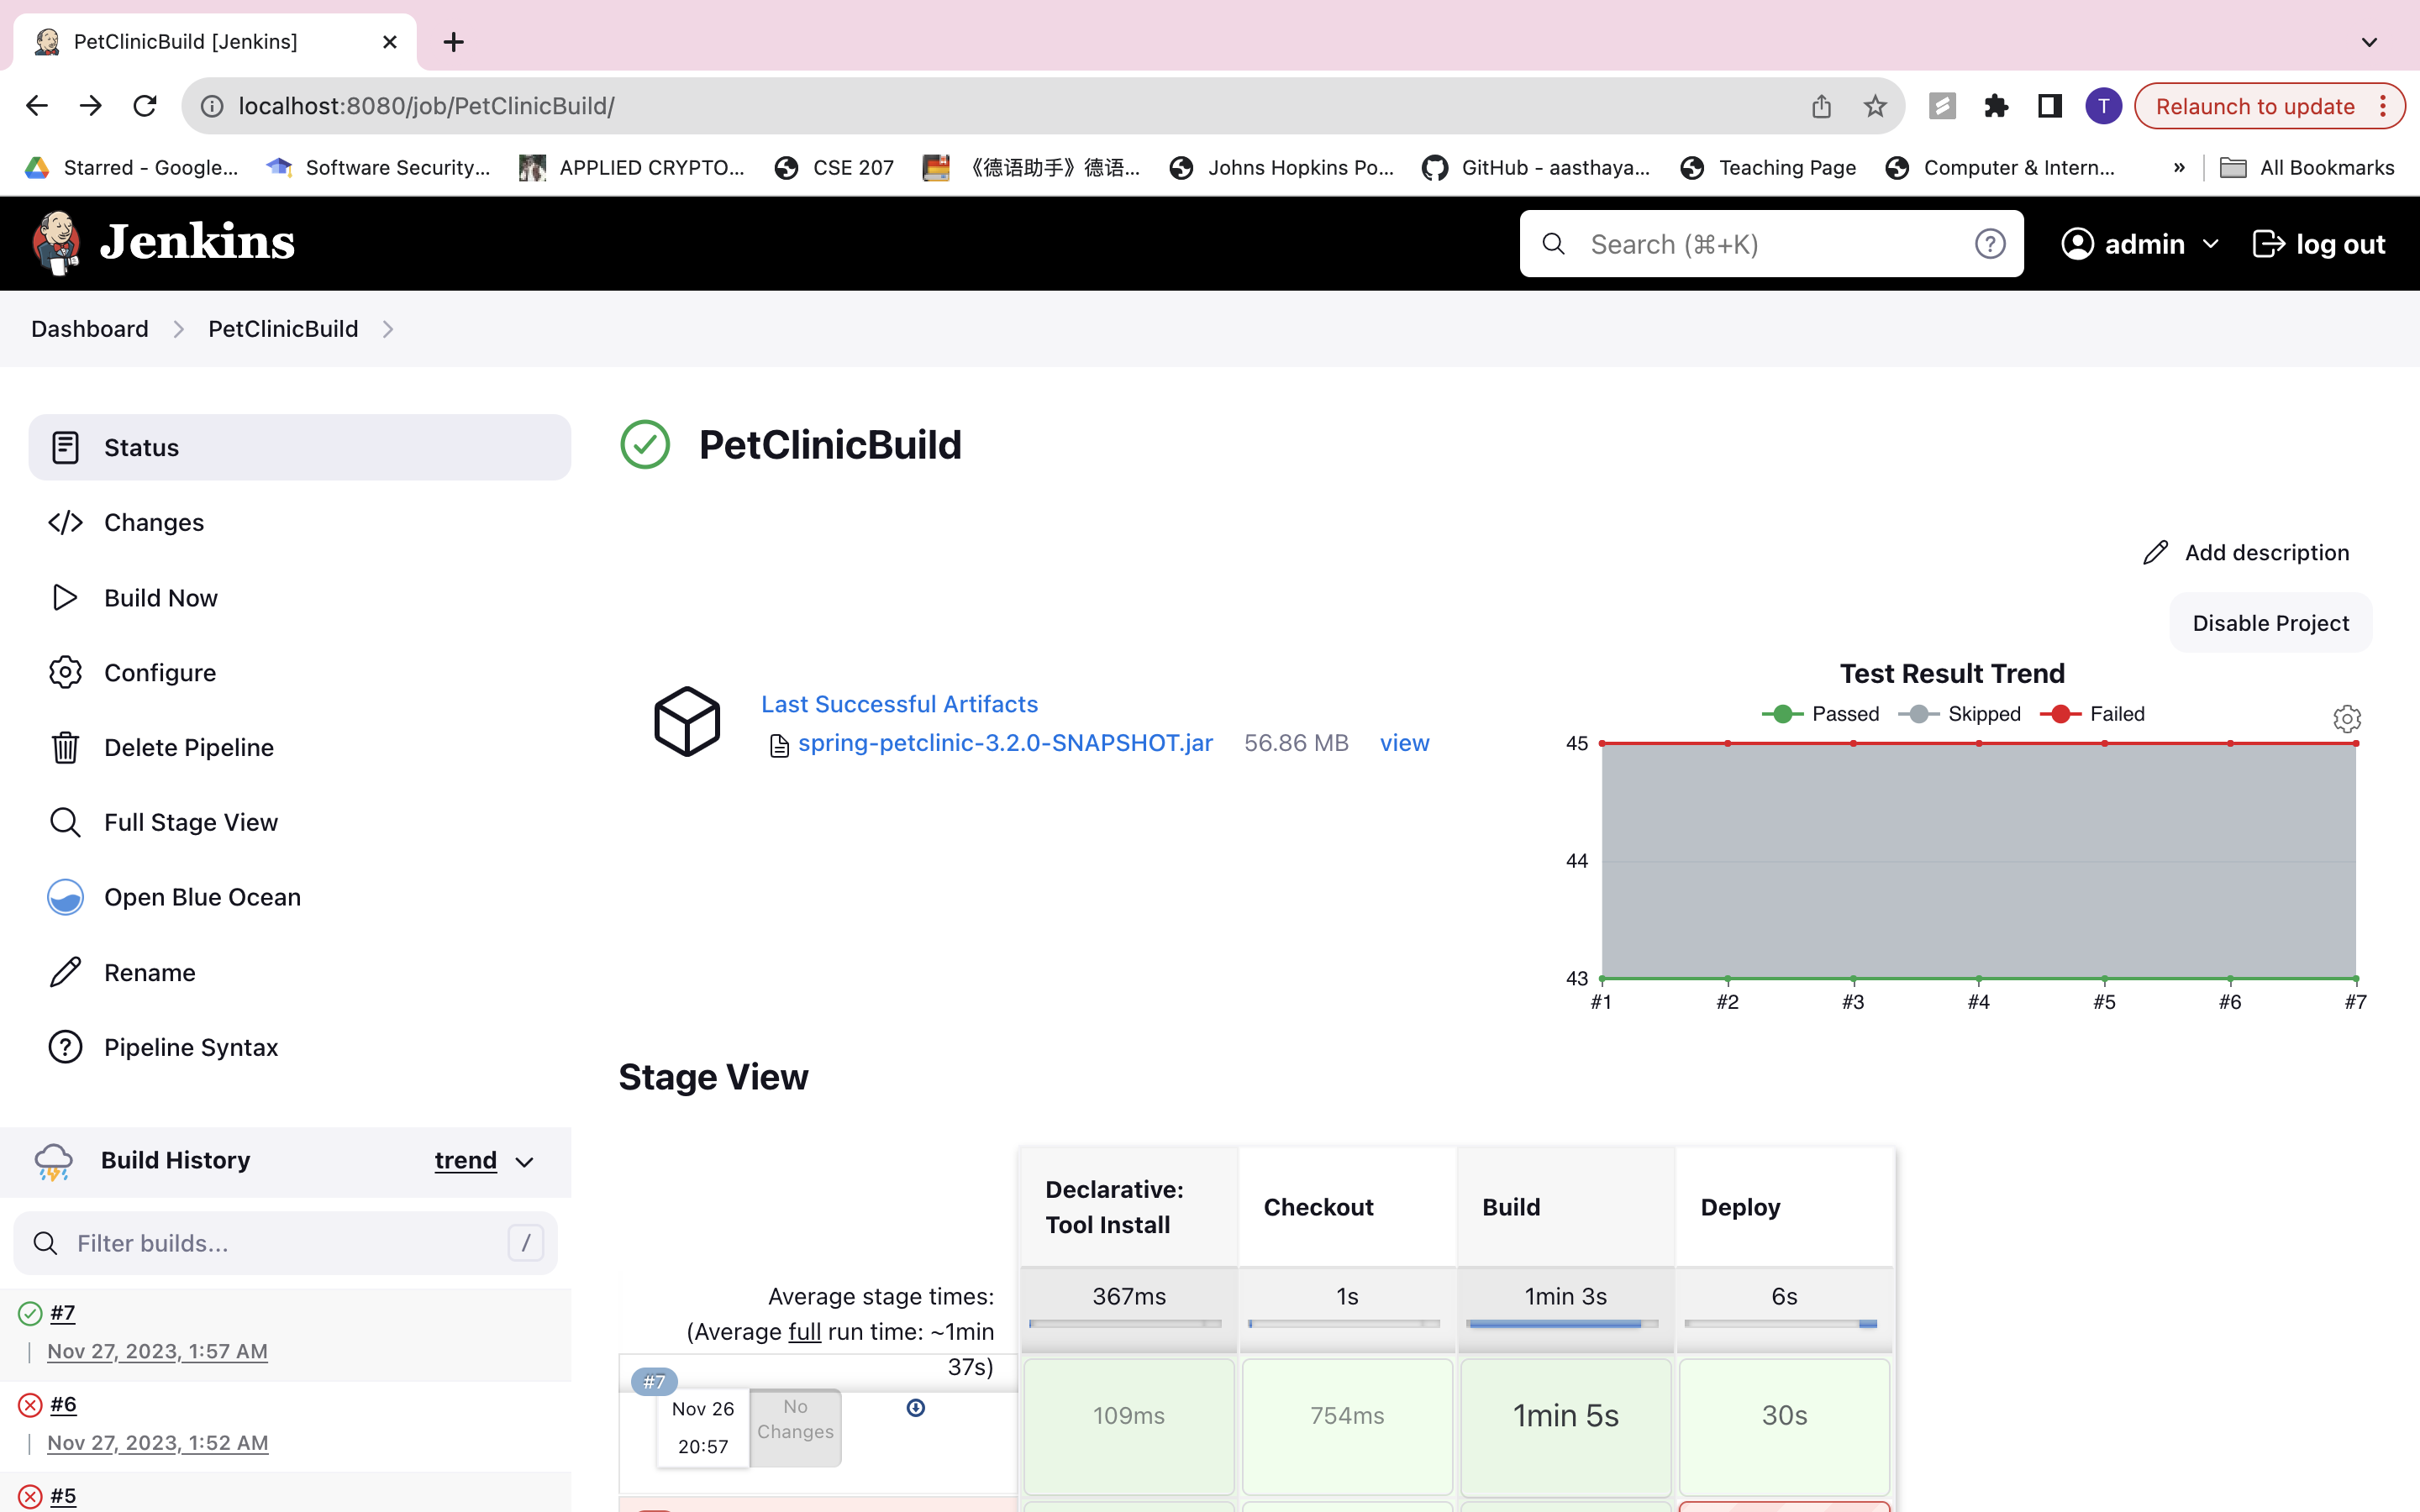 PetClinicBuild [Jenkins]
localhost:8080/job/PetClinicBuild/
T
Relaunch to update
Starred - Google...
Software Security...
APPLIED CRYPTO...
CSE 207
《德语助手》德语...
Johns Hopkins Po...
GitHub - aasthaya...
Teaching Page
Computer & Intern...
»
All Bookmarks
Jenkins
Search (⌘+K)
admin
log out
Dashboard
PetClinicBuild
Status
Changes
Build Now
Configure
Delete Pipeline
Full Stage View
Open Blue Ocean
Rename
Pipeline Syntax
Build History
trend
Filter builds...
/
#7
Nov 27, 2023, 1:57 AM
#6
Nov 27, 2023, 1:52 AM
#5
PetClinicBuild
Add description
Disable Project
Last Successful Artifacts
spring-petclinic-3.2.0-SNAPSHOT.jar 56.86 MB view
Test Result Trend
Passed Skipped Failed
45
44
43
#1 #2 #3 #4 #5 #6 #7
Stage View
Declarative:
Tool Install
Checkout
Build
Deploy
Average stage times:
(Average full run time: ~1min
37s)
367ms
1s
1min 3s
6s
#7
Nov 26
20:57
No
Changes
109ms
754ms
1min 5s
30s